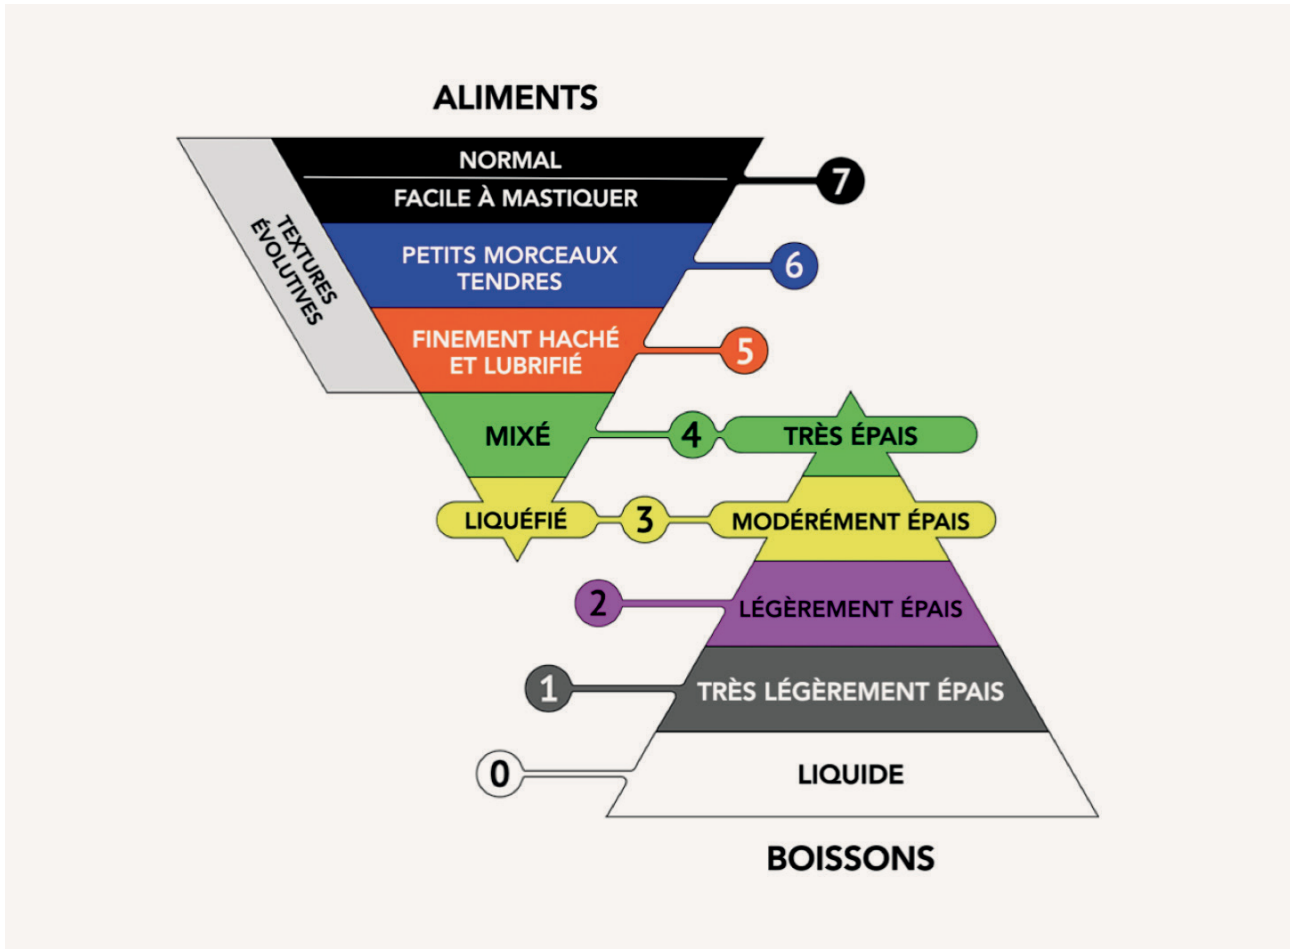 ALIMENTS
NORMAL
FACILE À MASTIQUER
7
TEXTURES
ÉVOLUTIVES
PETITS MORCEAUX
TENDRES
6
FINEMENT HACHÉ
ET LUBRIFIÉ
5
MIXÉ
4
TRÈS ÉPAIS
LIQUÉFIÉ
3
MODÉRÉMENT ÉPAIS
2
LÉGÈREMENT ÉPAIS
1
TRÈS LÉGÈREMENT ÉPAIS
0
LIQUIDE
BOISSONS